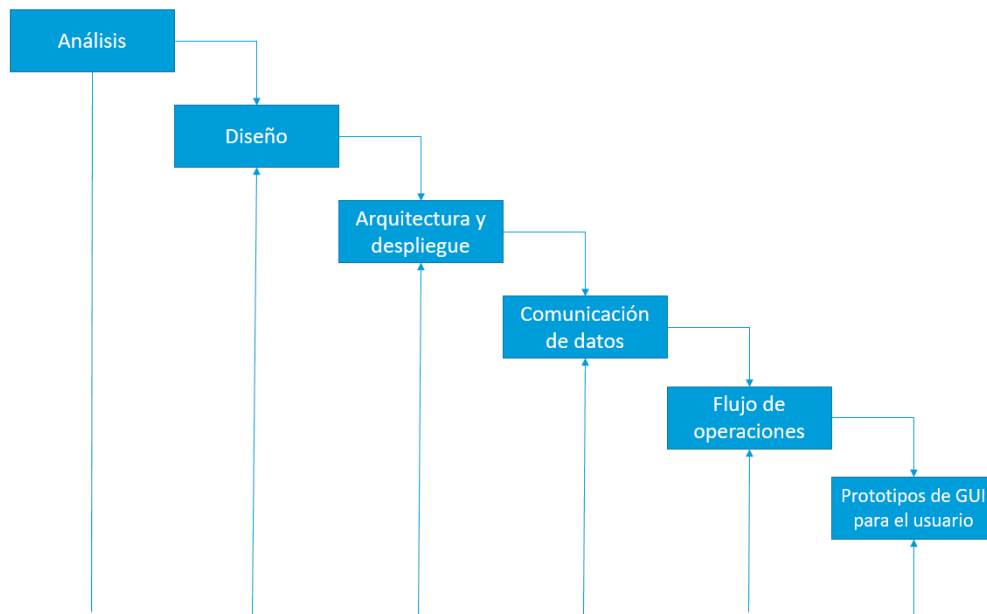 Análisis
Diseño
Arquitectura y
despliegue
Comunicación
de datos
Flujo de
operaciones
Prototipos de GUI
para el usuario